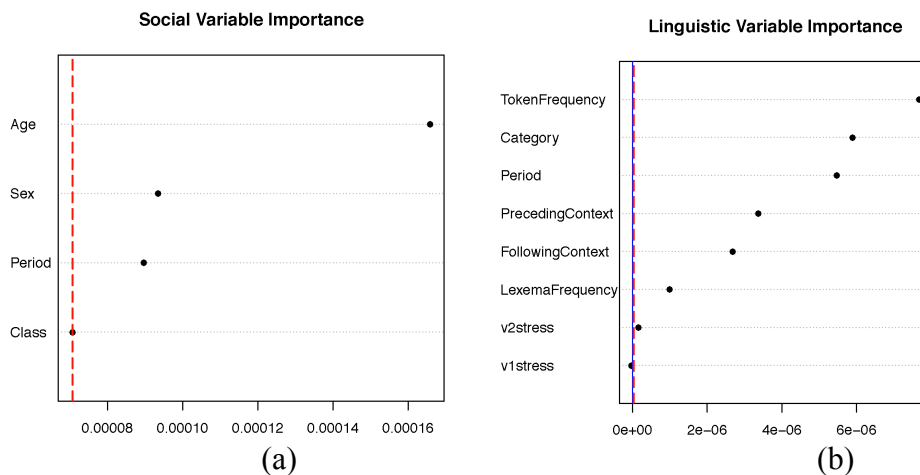 Social Variable Importance
Age
Sex
Period
Class
0.00008 0.00010 0.00012 0.00014 0.00016
(a)
Linguistic Variable Importance
TokenFrequency
Category
Period
PrecedingContext
FollowingContext
LexemaFrequency
v2stress
v1stress
0e+00 2e−06 4e−06 6e−06
(b)